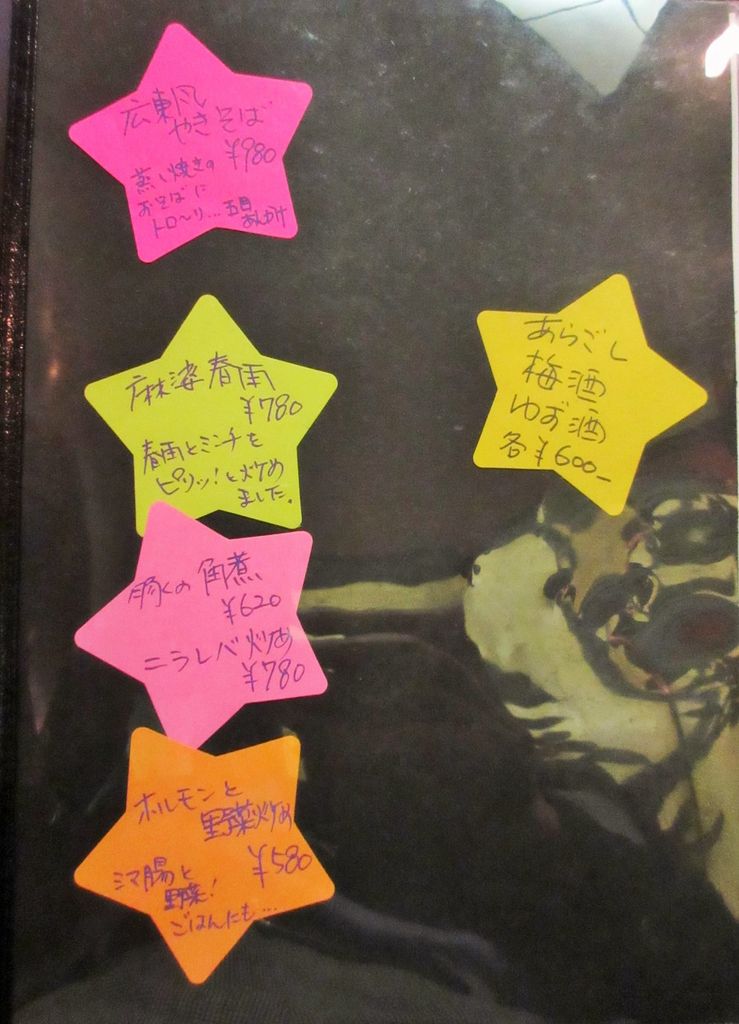 広東風
やきそば
¥980
蒸し焼きの
おそばに
トロ〜リ... 五目
あんかけ
麻婆春雨
¥780
春雨とミンチを
ピリッ!と炒め
ました。
豚の角煮
¥620
ニラレバ炒め
¥780
ホルモンと
野菜炒め
¥580
シマ腸と
野菜!
ごはんにも...
あらごし
梅酒
ゆず酒
各¥600-